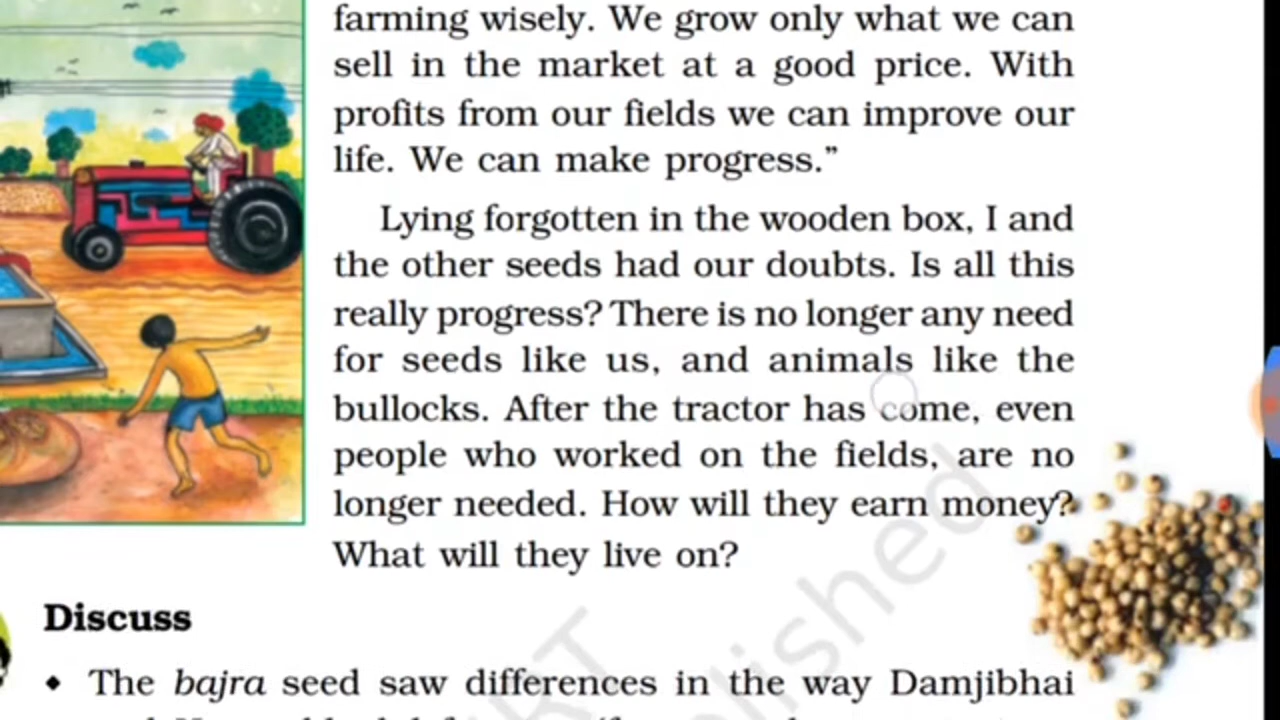 farming wisely. We grow only what we can
sell in the market at a good price. With
profits from our fields we can improve our
life. We can make progress.”
Lying forgotten in the wooden box, I and
the other seeds had our doubts. Is all this
really progress? There is no longer any need
for seeds like us, and animals like the
bullocks. After the tractor has come, even
people who worked on the fields, are no
longer needed. How will they earn money?
What will they live on?
Discuss
• The bajra seed saw differences in the way Damjibhai